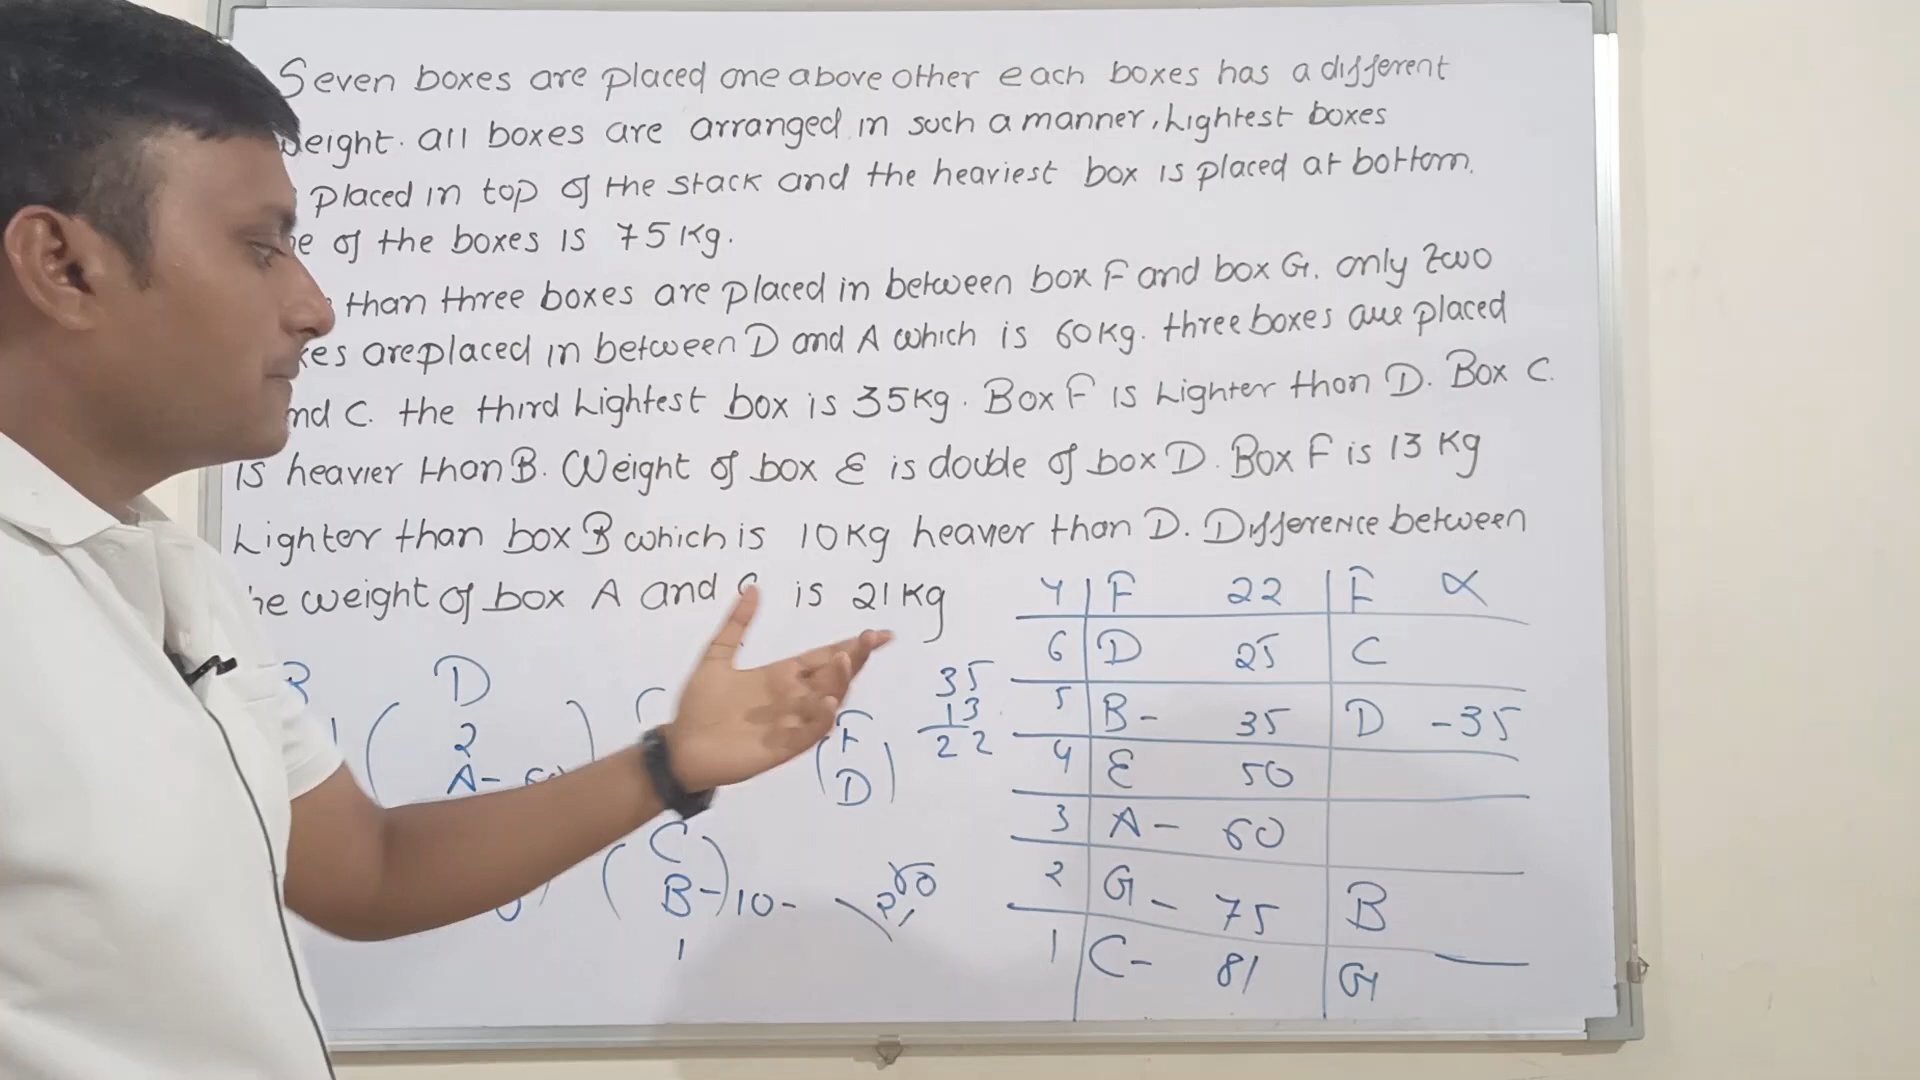 Seven boxes are placed one above other each boxes has a different
weight. all boxes are arranged in such a manner, Lightest boxes
placed in top of the stack and the heaviest box is placed at bottom.
of the boxes is 75 Kg.
than three boxes are placed in between box F and box G. only two
are placed in between D and A which is 60 Kg. three boxes are placed
C. the third Lightest box is 35 Kg. Box F is Lighter than D. Box C.
is heavier than B. Weight of box E is double of box D. Box F is 13 Kg
Lighter than box B which is 10 Kg heavier than D. Difference between
weight of box A and is 21 Kg
7 F 22 F ×
6 D 25 C
5 B - 35 D - 35
4 E 50
3 A - 60
2 G - 75 B
1 C - 81 G
D
2
A -
35
13
22
F
D
C
B - 10 -
1